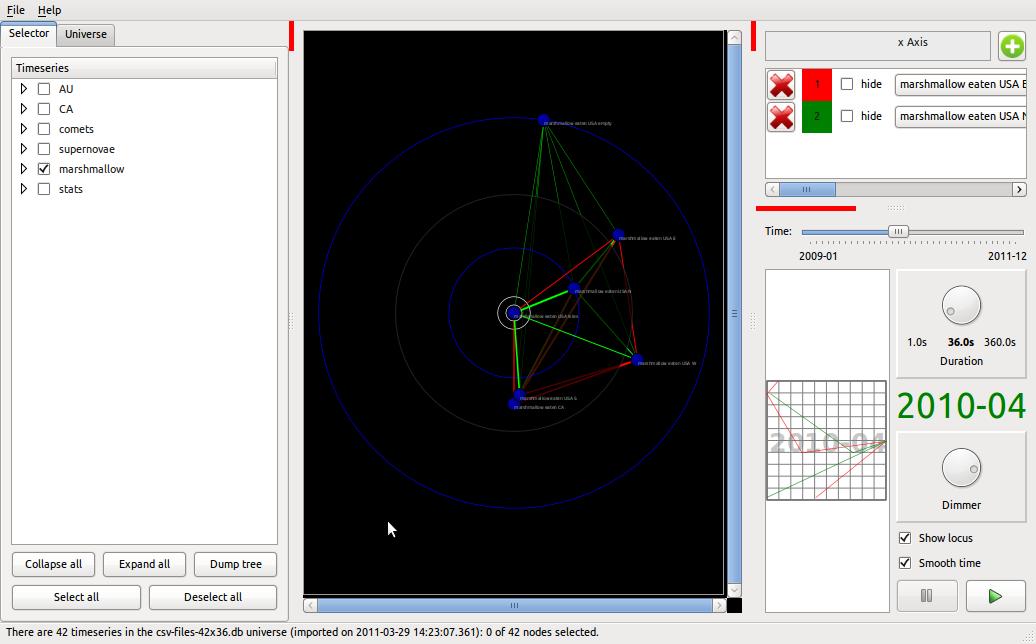 File Help
Selector Universe
Timeseries
AU
CA
comets
supernovae
marshmallow
stats
Collapse all Expand all Dump tree
Select all Deselect all
marshmallow eaten USA empty
marshmallow eaten USA E
marshmallow eaten USA N
marshmallow eaten USA
marshmallow eaten USA W
marshmallow eaten USA S
marshmallow eaten CA
x Axis
1 hide marshmallow eaten USA E
2 hide marshmallow eaten USA N
Time:
2009-01 2011-12
1.0s 36.0s 360.0s
Duration
2010-04
2010-04
Dimmer
Show locus
Smooth time
There are 42 timeseries in the csv-files-42x36.db universe (imported on 2011-03-29 14:23:07.361): 0 of 42 nodes selected.